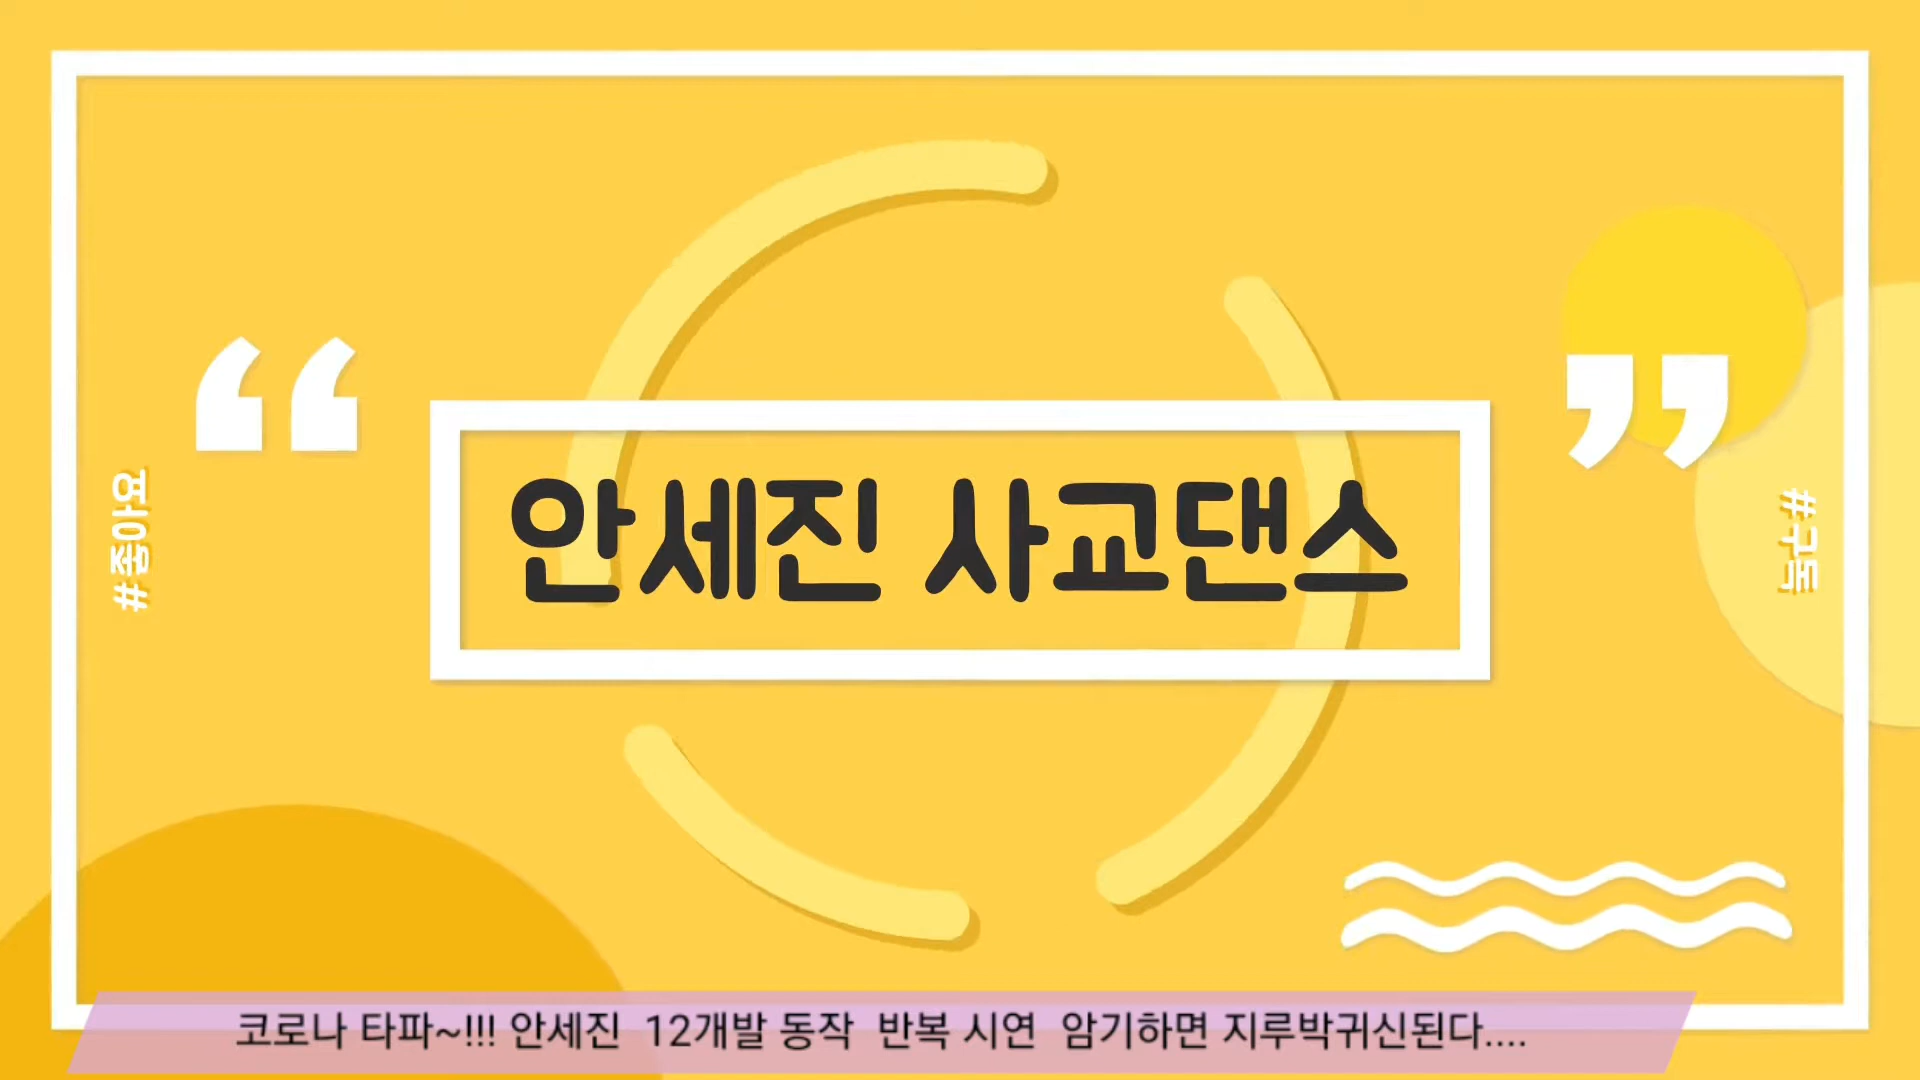 안세진 사교댄스
#좋아요
#구독
코로나 타파~!!! 안세진 12개발 동작 반복 시연 암기하면 지루박귀신된다....